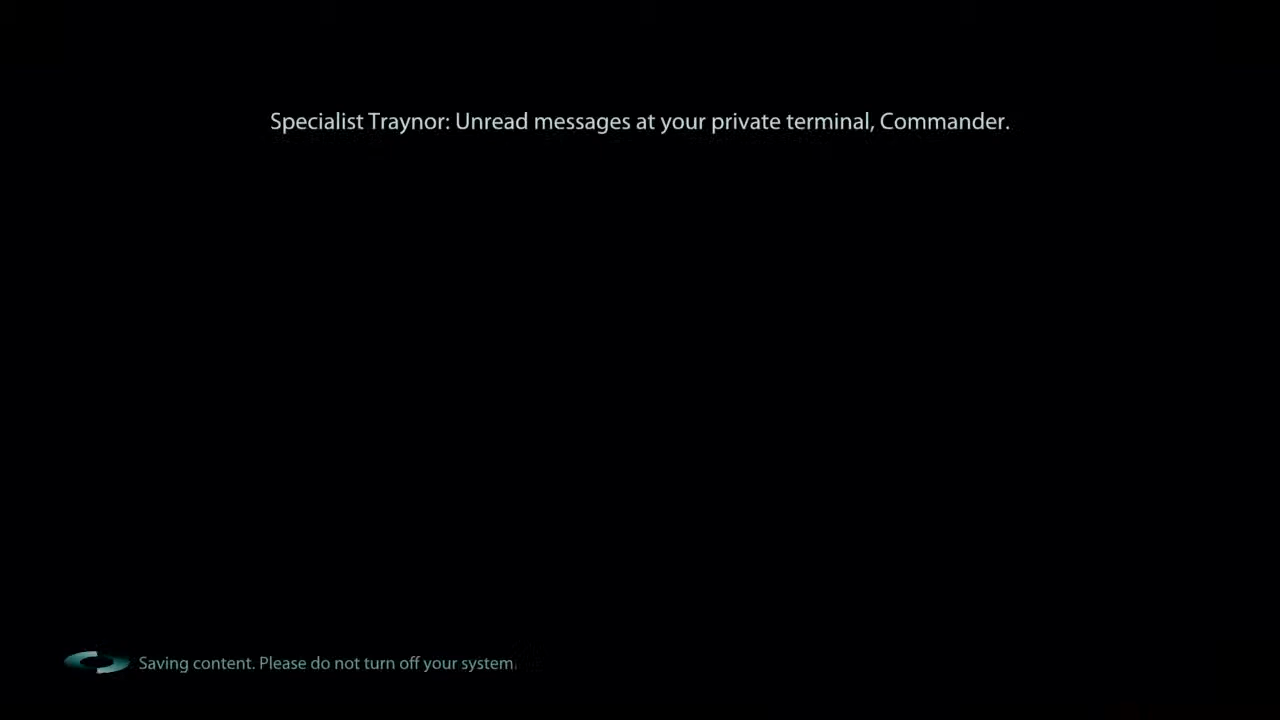 Specialist Traynor: Unread messages at your private terminal, Commander.
Saving content. Please do not turn off your system.